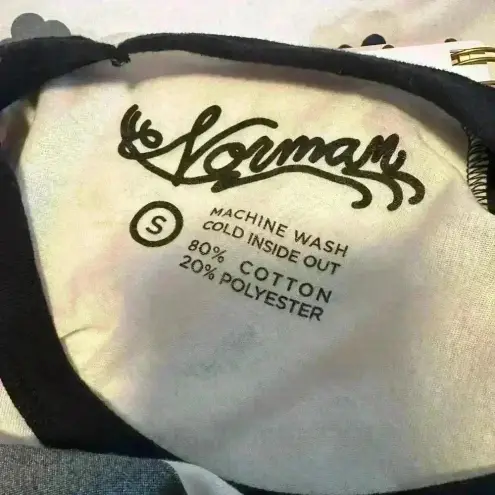 Norman
S
MACHINE WASH
COLD INSIDE OUT
80% COTTON
20% POLYESTER